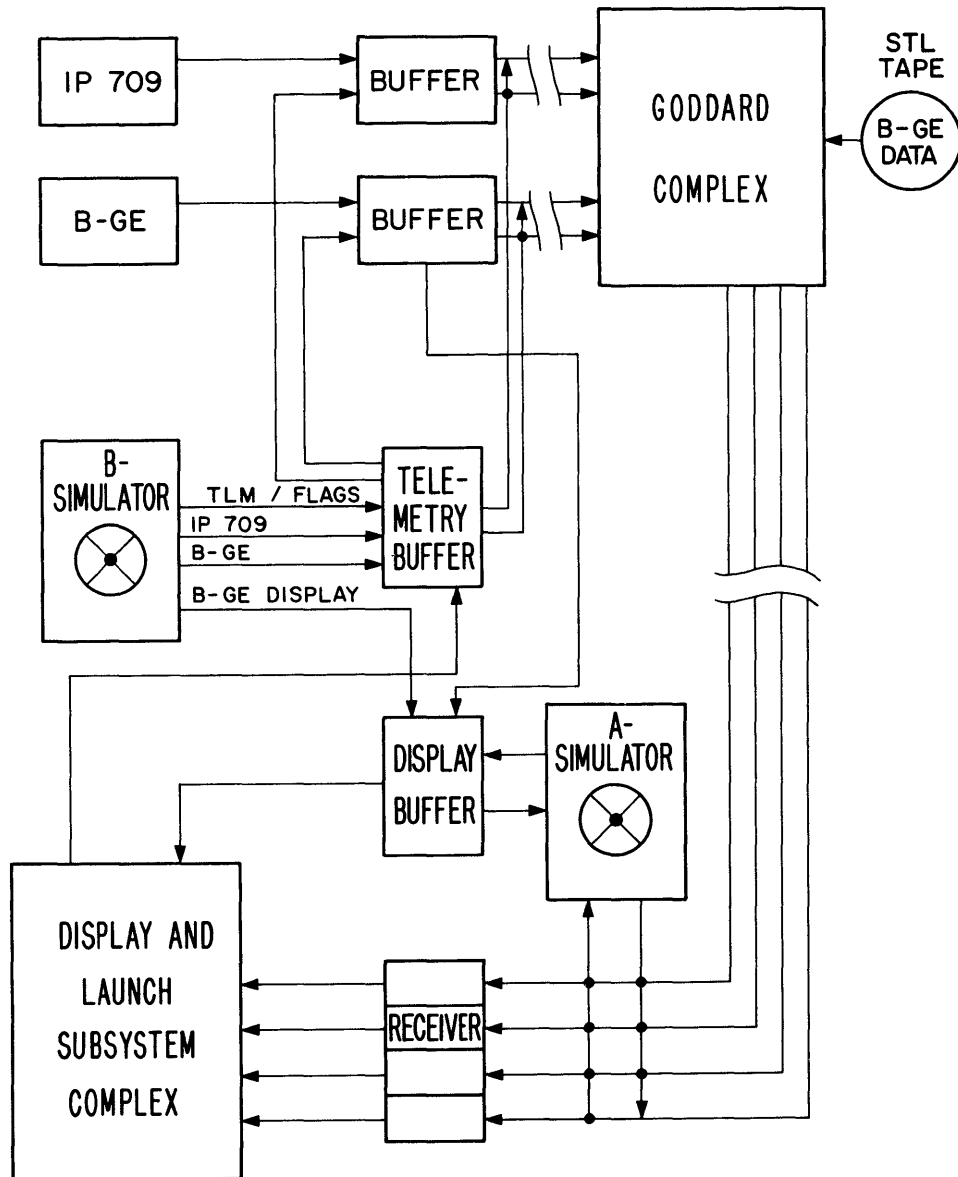 IP 709
BUFFER
GODDARD
COMPLEX
STL
TAPE
B-GE
DATA
B-GE
BUFFER
B-
SIMULATOR
TLM / FLAGS
IP 709
B-GE
B-GE DISPLAY
TELE-
METRY
BUFFER
DISPLAY
BUFFER
A-
SIMULATOR
DISPLAY AND
LAUNCH
SUBSYSTEM
COMPLEX
RECEIVER